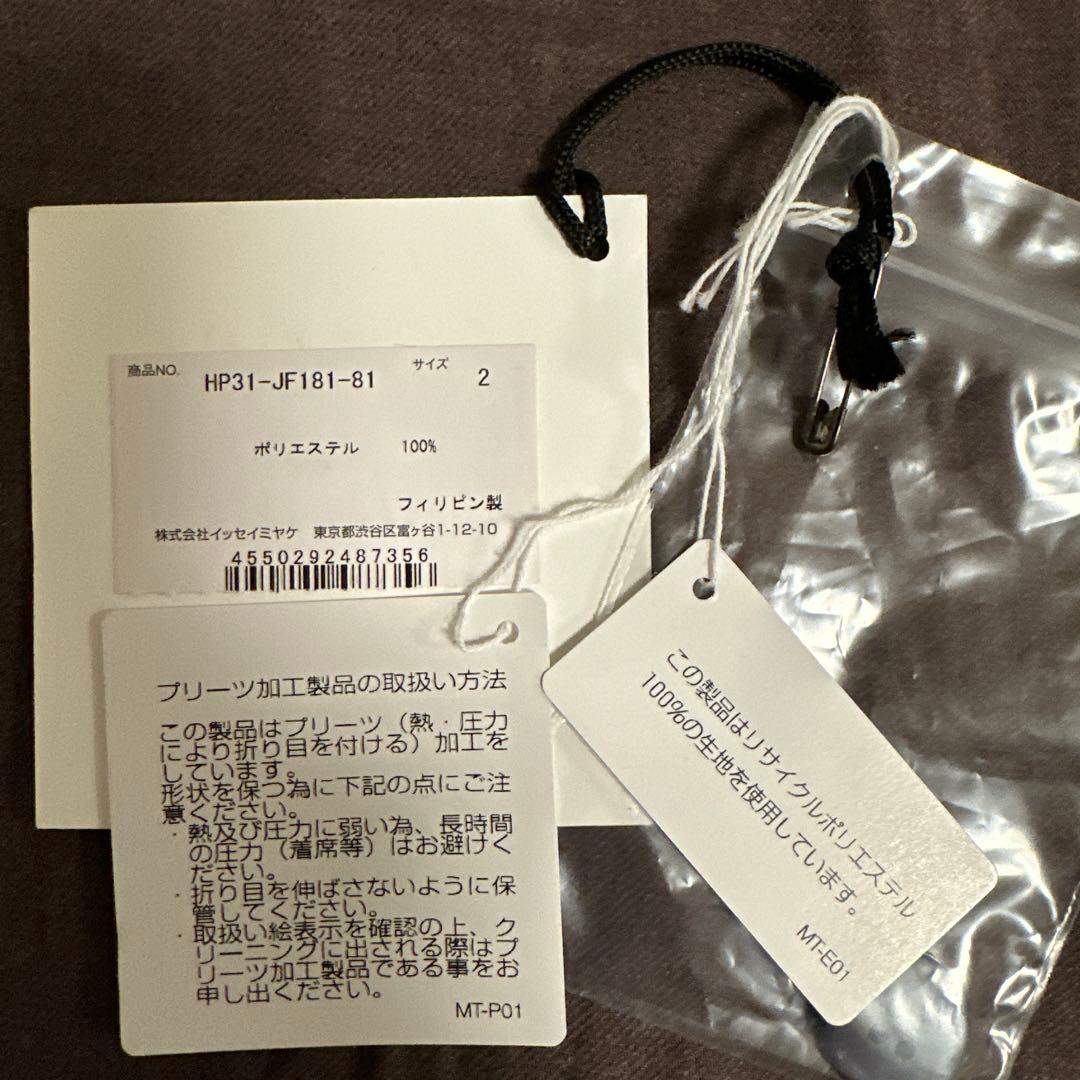 商品NO.
HP31-JF181-81
サイズ
2
ポリエステル 100%
フィリピン製
株式会社イッセイミヤケ 東京都渋谷区富ヶ谷1-12-10
4550292487356
プリーツ加工製品の取扱い方法
この製品はプリーツ（熱・圧力
により折り目を付ける）加工を
しています。
形状を保つ為に下記の点にご注
意ください。
・熱及び圧力に弱い為、長時間
の圧力（着席等）はお避けく
ださい。
・折り目を伸ばさないように保
管してください。
・取扱い絵表示を確認の上、ク
リーニングに出される際はプ
リーツ加工製品である事をお
申し出ください。
MT-P01
この製品はリサイクルポリエステル
100%の生地を使用しています。
MT-E01